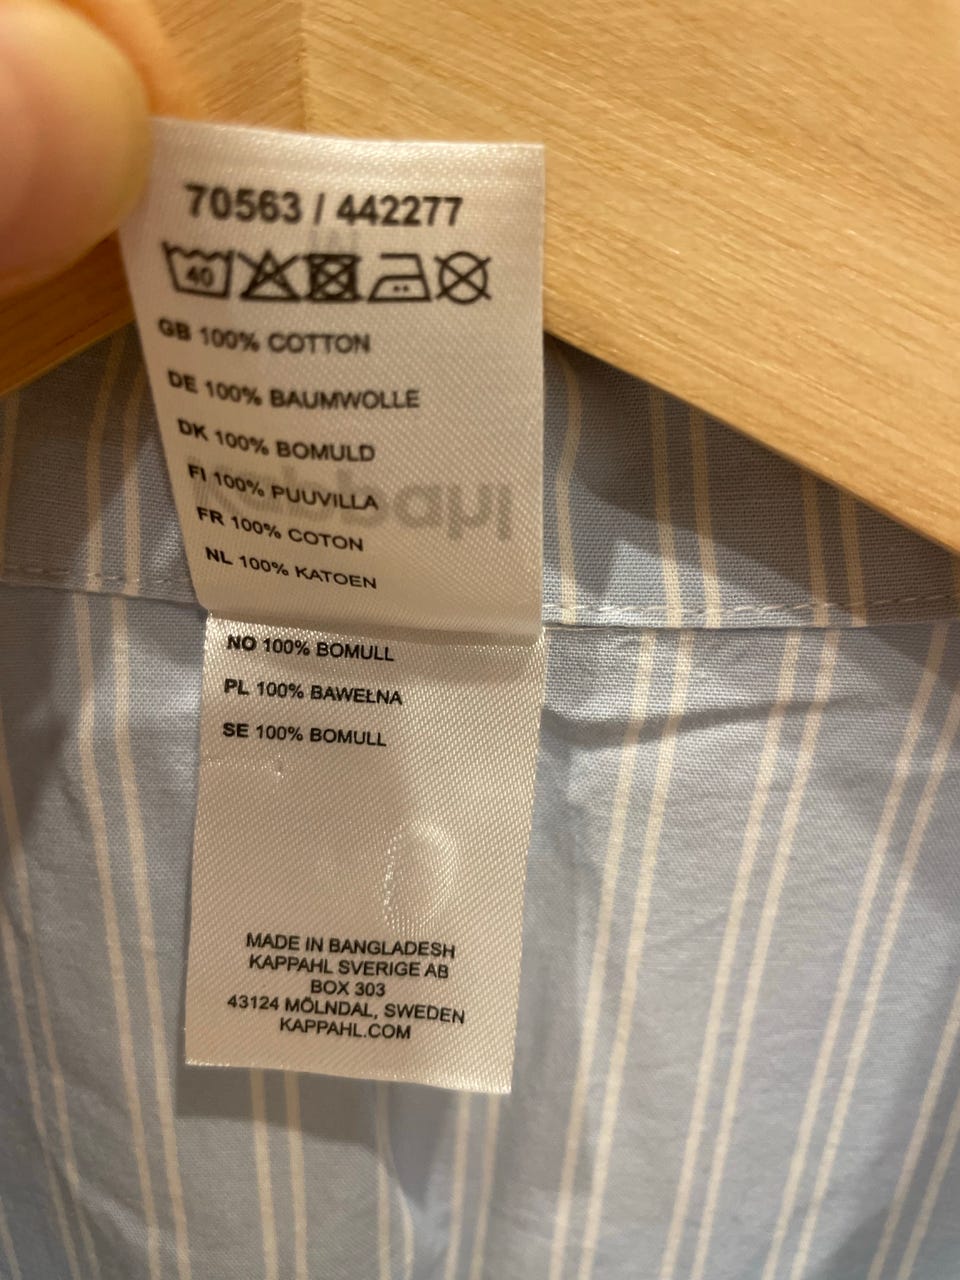 70563 / 442277
40
GB 100% COTTON
DE 100% BAUMWOLLE
DK 100% BOMULD
FI 100% PUUVILLA
FR 100% COTON
NL 100% KATOEN
NO 100% BOMULL
PL 100% BAWEŁNA
SE 100% BOMULL
MADE IN BANGLADESH
KAPPAHL SVERIGE AB
BOX 303
43124 MÖLNDAL, SWEDEN
KAPPAHL.COM